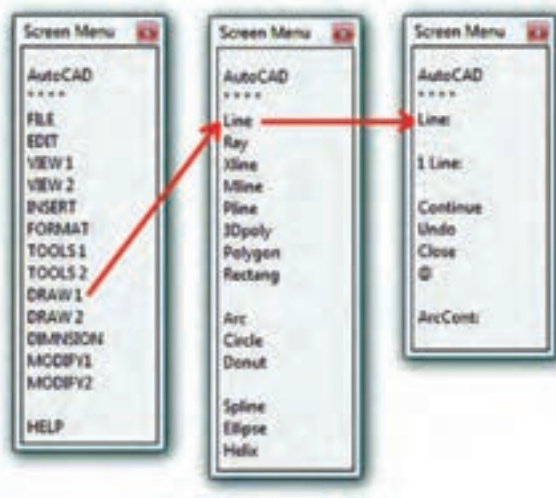 Screen Menu
AutoCAD
* * * *
FILE
EDIT
VIEW 1
VIEW 2
INSERT
FORMAT
TOOLS 1
TOOLS 2
DRAW 1
DRAW 2
DIMNSION
MODIFY1
MODIFY2
HELP
Screen Menu
AutoCAD
* * * *
Line
Ray
Xline
Mline
Pline
3Dpoly
Polygon
Rectang
Arc
Circle
Donut
Spline
Ellipse
Helix
Screen Menu
AutoCAD
* * * *
Line:
1 Line:
Continue
Undo
Close
@
ArcCont: